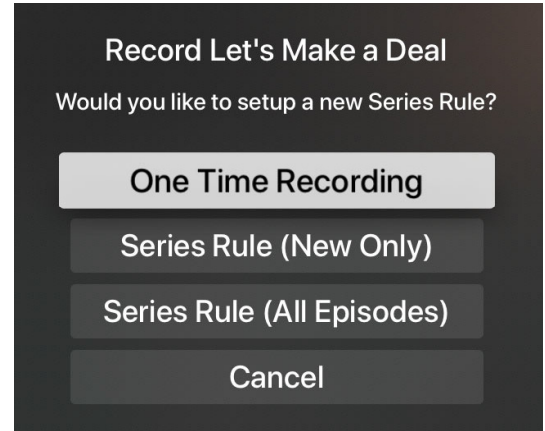 Record Let's Make a Deal
Would you like to setup a new Series Rule?
One Time Recording
Series Rule (New Only)
Series Rule (All Episodes)
Cancel